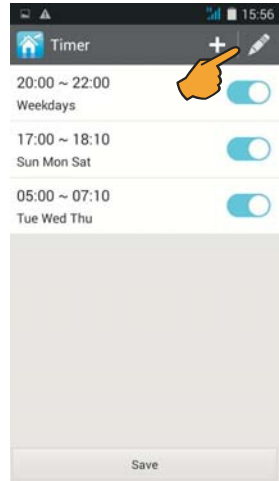 15:56
Timer
20:00 ~ 22:00
Weekdays
17:00 ~ 18:10
Sun Mon Sat
05:00 ~ 07:10
Tue Wed Thu
Save